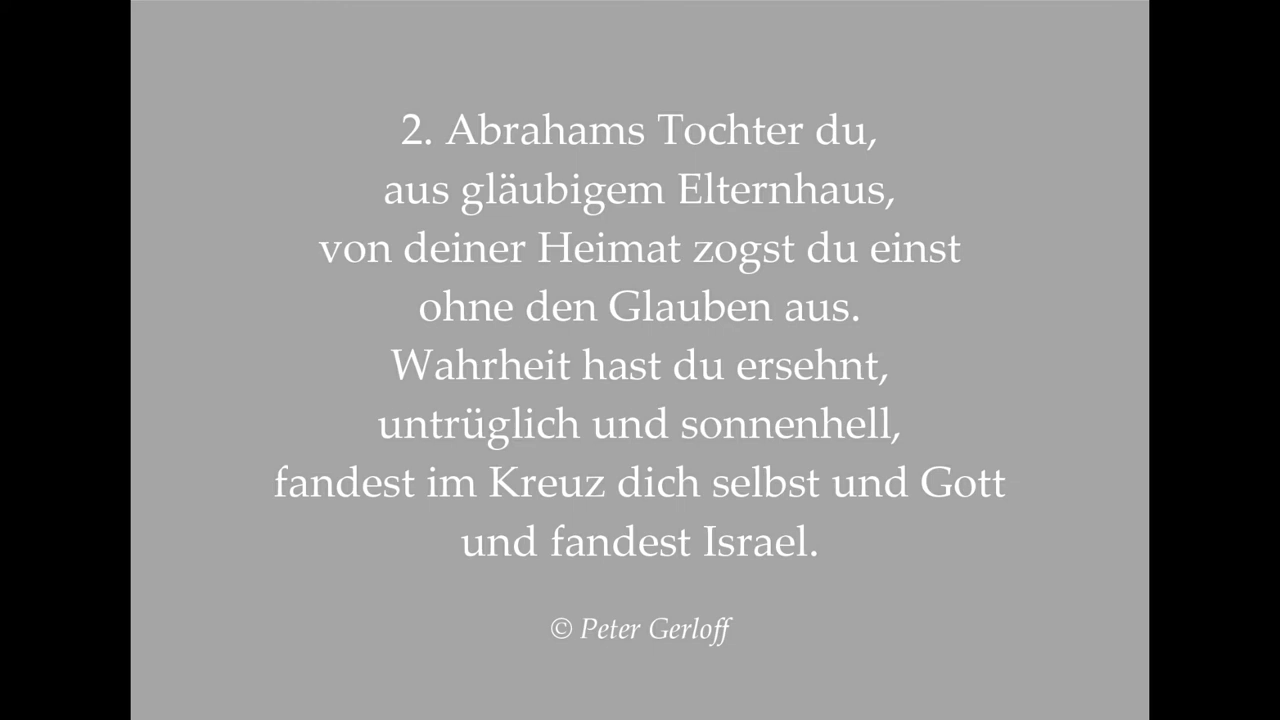 2. Abrahams Tochter du,
aus gläubigem Elternhaus,
von deiner Heimat zogst du einst
ohne den Glauben aus.
Wahrheit hast du ersehnt,
untrüglich und sonnenhell,
fandest im Kreuz dich selbst und Gott
und fandest Israel.
© Peter Gerloff